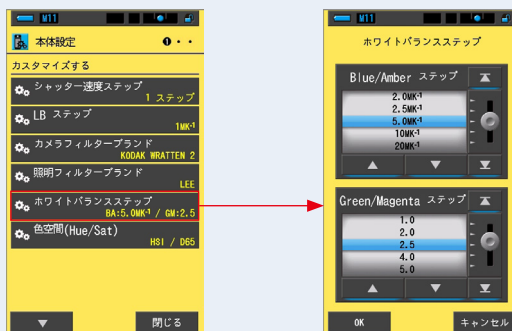 M11
本体設定
❶・・
カスタマイズする
シャッター速度ステップ
1 ステップ
LB ステップ
1MK-1
カメラフィルターブランド
KODAK WRATTEN 2
照明フィルターブランド
LEE
ホワイトバランスステップ
BA:5.0MK-1 / GM:2.5
色空間(Hue/Sat)
HSI / D65
閉じる
M11
ホワイトバランスステップ
Blue/Amber ステップ
2.0MK-1
2.5MK-1
5.0MK-1
10MK-1
20MK-1
Green/Magenta ステップ
1.0
2.0
2.5
4.0
5.0
OK
キャンセル